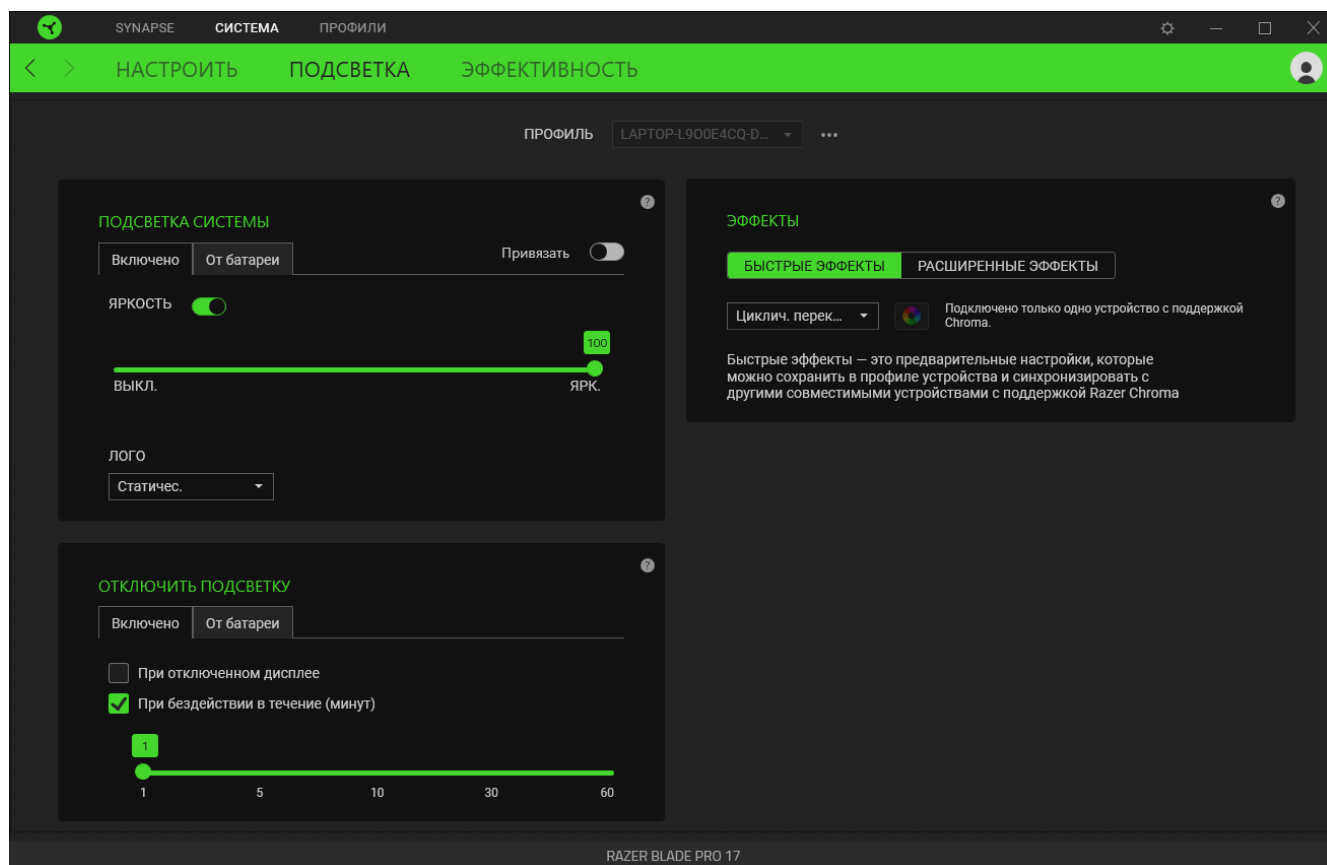 SYNAPSE СИСТЕМА ПРОФИЛИ
НАСТРОИТЬ ПОДСВЕТКА ЭФФЕКТИВНОСТЬ
ПРОФИЛЬ LAPTOP-L9O0E4CQ-D...
ПОДСВЕТКА СИСТЕМЫ
Включено От батареи Привязать
ЯРКОСТЬ
100
ВЫКЛ. ЯРК.
ЛОГО
Статичес.
ОТКЛЮЧИТЬ ПОДСВЕТКУ
Включено От батареи
При отключенном дисплее
При бездействии в течение (минут)
1
1 5 10 30 60
ЭФФЕКТЫ
БЫСТРЫЕ ЭФФЕКТЫ РАСШИРЕННЫЕ ЭФФЕКТЫ
Циклич. перек...
Подключено только одно устройство с поддержкой
Chroma.
Быстрые эффекты — это предварительные настройки, которые
можно сохранить в профиле устройства и синхронизировать с
другими совместимыми устройствами с поддержкой Razer Chroma
RAZER BLADE PRO 17